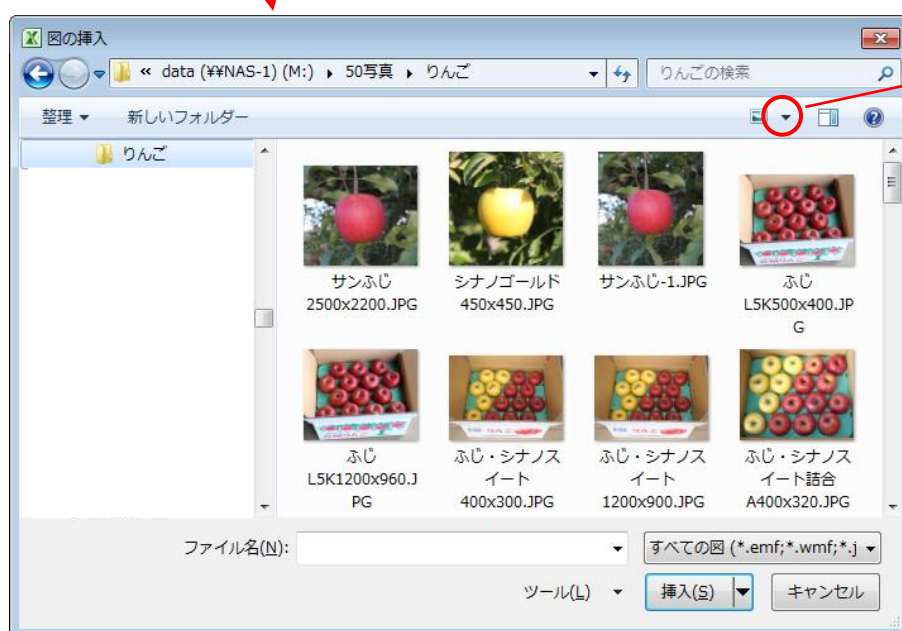 図の挿入
« data (¥¥NAS-1) (M:) ▸ 50写真 ▸ りんご
りんごの検索
整理 ▼ 新しいフォルダー
りんご
サンふじ
2500x2200.JPG
シナノゴールド
450x450.JPG
サンふじ-1.JPG
ふじ
L5K500x400.JP
G
ふじ
L5K1200x960.J
PG
ふじ・シナノス
イート
400x300.JPG
ふじ・シナノス
イート
1200x900.JPG
ふじ・シナノス
イート詰合
A400x320.JPG
ファイル名(N):
すべての図 (*.emf;*.wmf;*.j
ツール(L)
挿入(S)
キャンセル